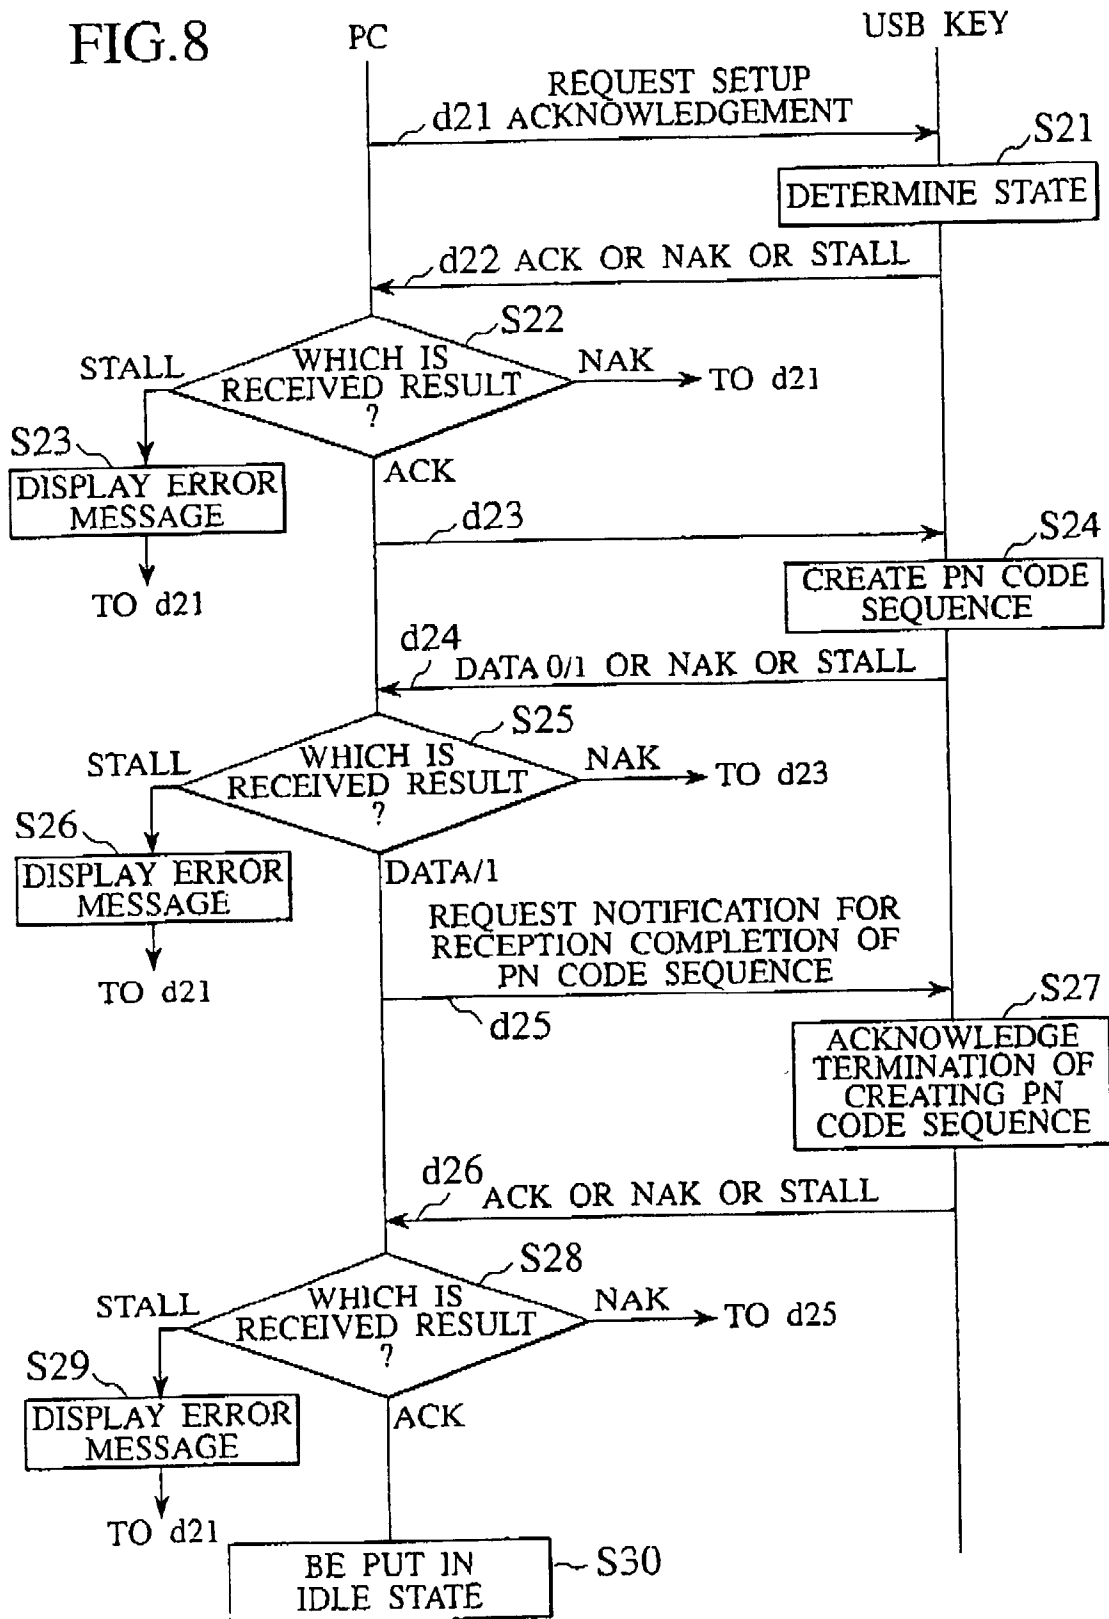 FIG.8
PC
USB KEY
REQUEST SETUP
d21 ACKNOWLEDGEMENT
S21
DETERMINE STATE
d22 ACK OR NAK OR STALL
S22
STALL
WHICH IS
RECEIVED RESULT
?
NAK
TO d21
S23
DISPLAY ERROR
MESSAGE
TO d21
ACK
d23
S24
CREATE PN CODE
SEQUENCE
d24
DATA 0/1 OR NAK OR STALL
S25
STALL
WHICH IS
RECEIVED RESULT
?
NAK
TO d23
S26
DISPLAY ERROR
MESSAGE
TO d21
DATA/1
REQUEST NOTIFICATION FOR
RECEPTION COMPLETION OF
PN CODE SEQUENCE
d25
S27
ACKNOWLEDGE
TERMINATION OF
CREATING PN
CODE SEQUENCE
d26
ACK OR NAK OR STALL
S28
STALL
WHICH IS
RECEIVED RESULT
?
NAK
TO d25
S29
DISPLAY ERROR
MESSAGE
TO d21
ACK
BE PUT IN
IDLE STATE
S30